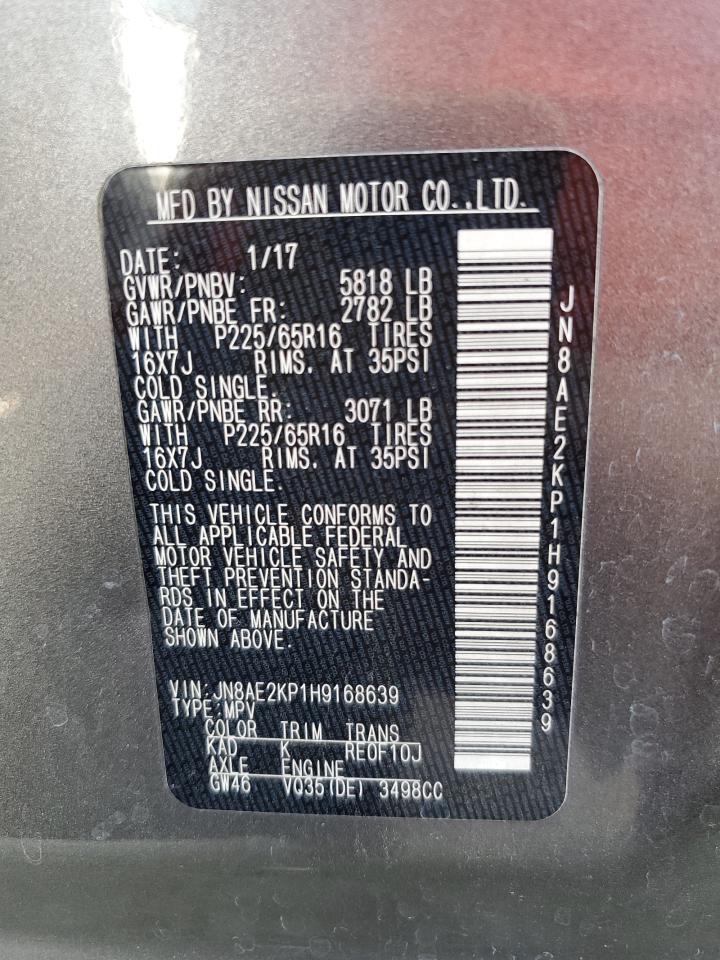 MFD BY NISSAN MOTOR CO.,LTD.
DATE: 1/17
GVWR/PNBV: 5818 LB
GAWR/PNBE FR: 2782 LB
WITH P225/65R16 TIRES
16X7J RIMS. AT 35PSI
COLD SINGLE.
GAWR/PNBE RR: 3071 LB
WITH P225/65R16 TIRES
16X7J RIMS. AT 35PSI
COLD SINGLE.
THIS VEHICLE CONFORMS TO
ALL APPLICABLE FEDERAL
MOTOR VEHICLE SAFETY AND
THEFT PREVENTION STANDA-
RDS IN EFFECT ON THE
DATE OF MANUFACTURE
SHOWN ABOVE.
VIN:JN8AE2KP1H9168639
TYPE:MPV
COLOR TRIM TRANS
KAD K RE0F10J
AXLE ENGINE
GW46 VQ35(DE) 3498CC
JN8AE2KP1H9168639